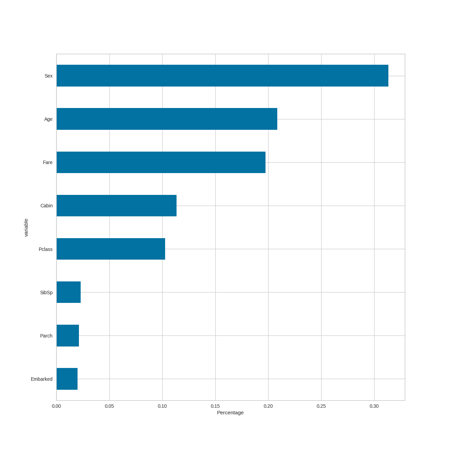 Sex
Age
Fare
Cabin
Pclass
SibSp
Parch
Embarked
variable
0.00 0.05 0.10 0.15 0.20 0.25 0.30
Percentage